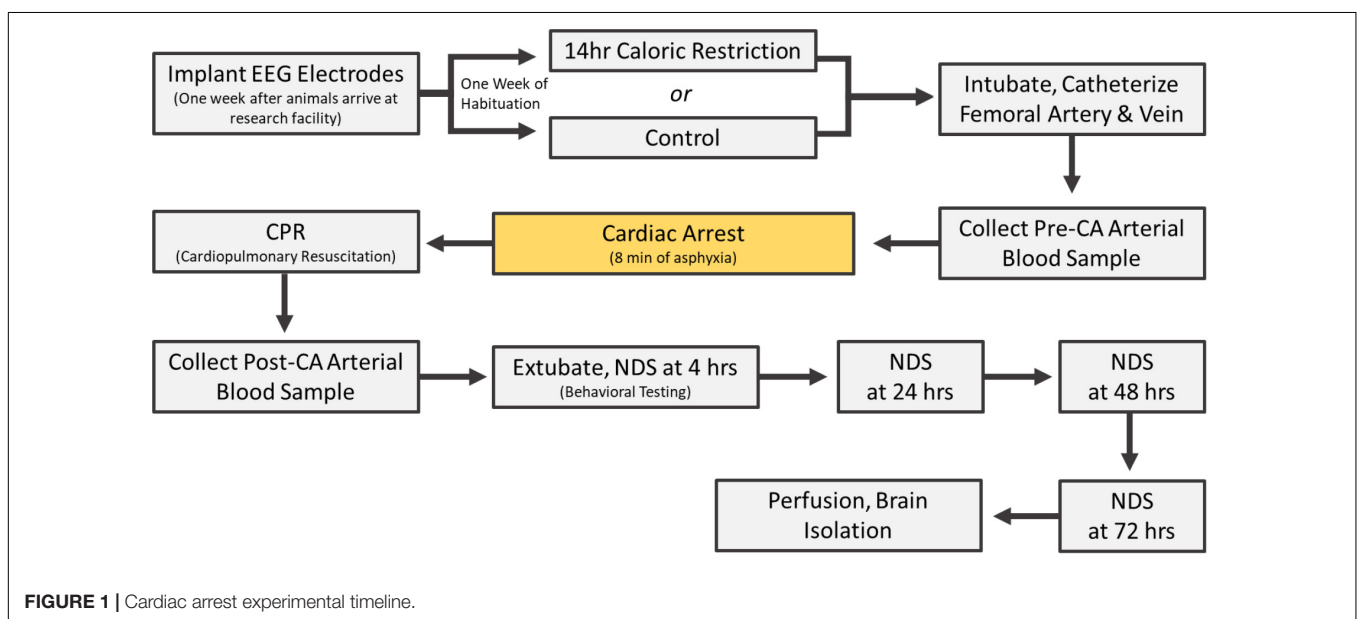 Implant EEG Electrodes
(One week after animals arrive at
research facility)
One Week of
Habituation
14hr Caloric Restriction
or
Control
Intubate, Catheterize
Femoral Artery & Vein
Collect Pre-CA Arterial
Blood Sample
Cardiac Arrest
(8 min of asphyxia)
CPR
(Cardiopulmonary Resuscitation)
Collect Post-CA Arterial
Blood Sample
Extubate, NDS at 4 hrs
(Behavioral Testing)
NDS
at 24 hrs
NDS
at 48 hrs
NDS
at 72 hrs
Perfusion, Brain
Isolation
FIGURE 1 | Cardiac arrest experimental timeline.